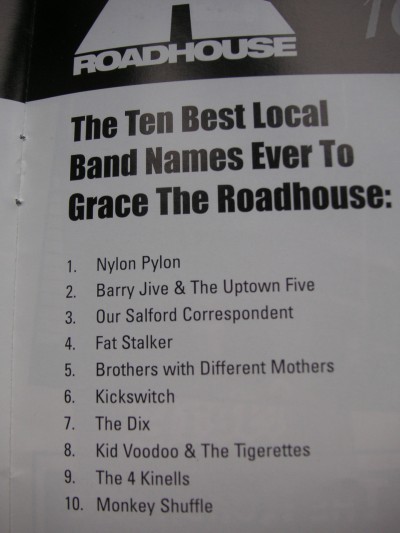 ROADHOUSE
The Ten Best Local
Band Names Ever To
Grace The Roadhouse:
1. Nylon Pylon
2. Barry Jive & The Uptown Five
3. Our Salford Correspondent
4. Fat Stalker
5. Brothers with Different Mothers
6. Kickswitch
7. The Dix
8. Kid Voodoo & The Tigerettes
9. The 4 Kinells
10. Monkey Shuffle